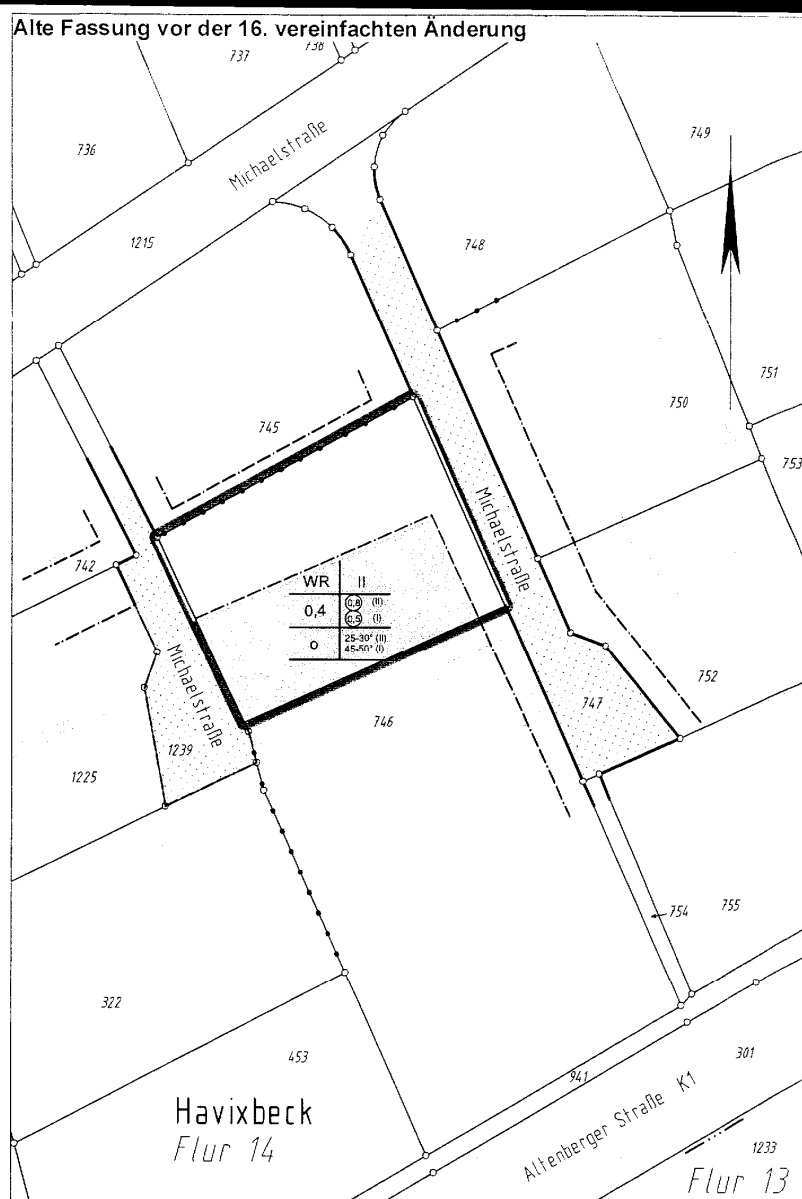 Alte Fassung vor der 16. vereinfachten Änderung
738
737
736
Michaelstraße
749
1215
748
745
750
751
753
742
Michaelstraße
WR II
0,4 0,8 (II)
0,5 (I)
o 25-30° (II)
45-50° (I)
Michaelstraße
752
747
746
1239
1225
754
755
322
453
941
301
Havixbeck
Flur 14
Altenberger Straße K1
1233
Flur 13